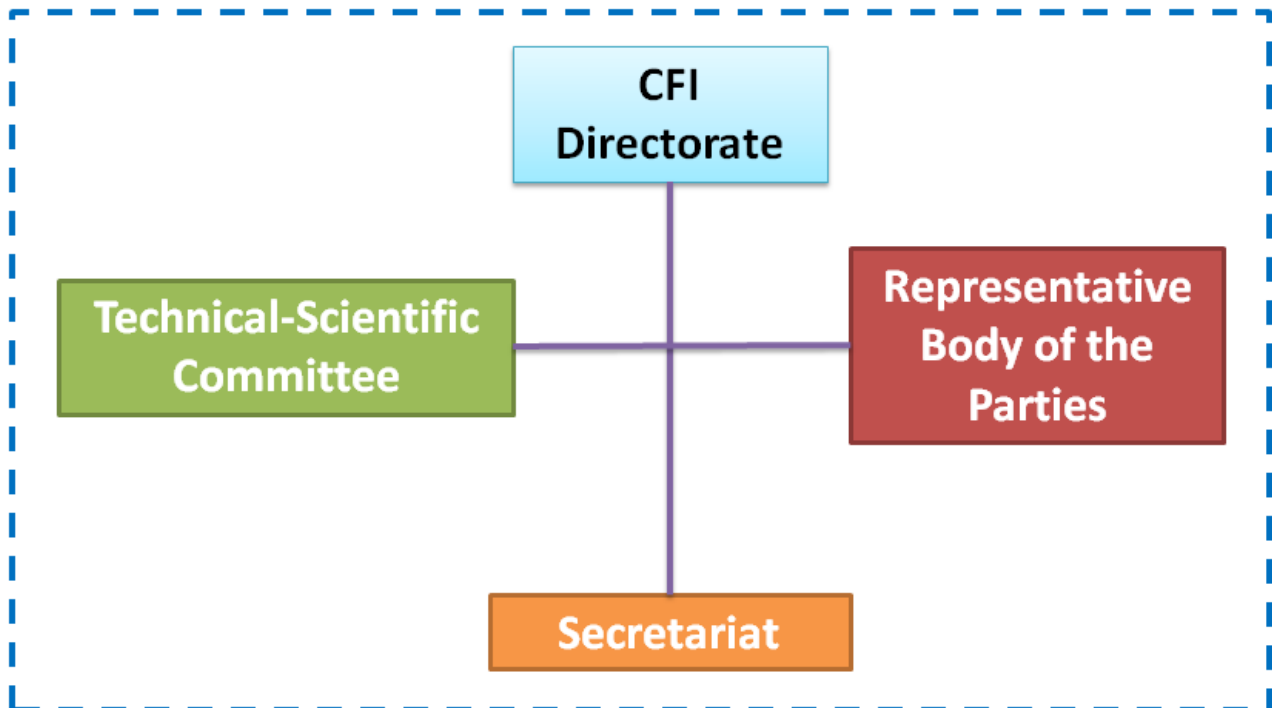 CFI
Directorate
Technical-Scientific
Committee
Representative
Body of the
Parties
Secretariat